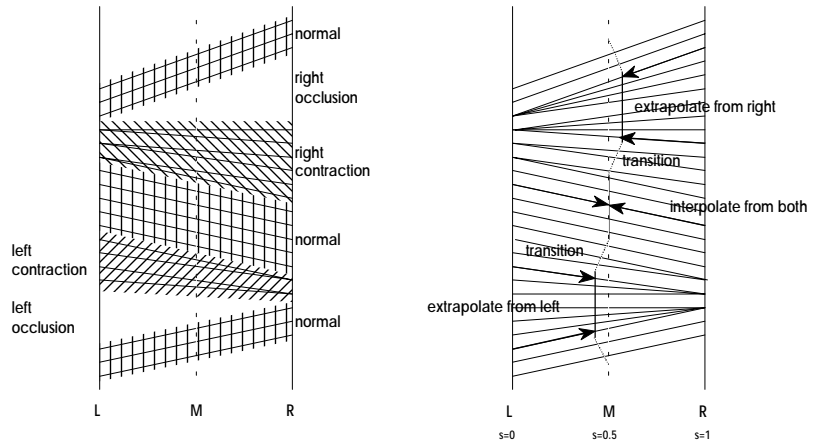 normal
right
occlusion
right
contraction
normal
left
contraction
left
occlusion
normal
L M R
extrapolate from right
transition
interpolate from both
transition
extrapolate from left
L M R
s=0 s=0.5 s=1